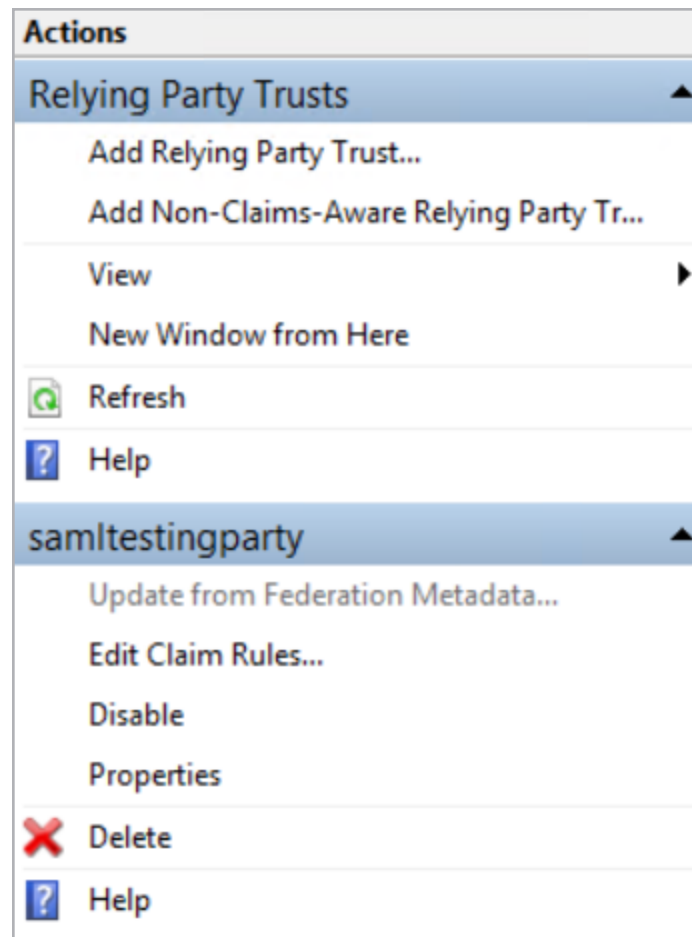 Actions
Relying Party Trusts
Add Relying Party Trust...
Add Non-Claims-Aware Relying Party Tr...
View
New Window from Here
Refresh
Help
samltestingparty
Update from Federation Metadata...
Edit Claim Rules...
Disable
Properties
Delete
Help